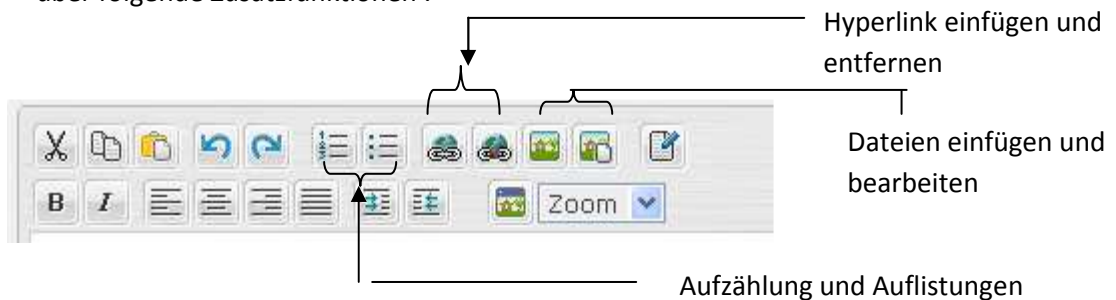 über folgende Zusatzfunktionen :
Hyperlink einfügen und
entfernen
Dateien einfügen und
bearbeiten
B I Zoom
Aufzählung und Auflistungen